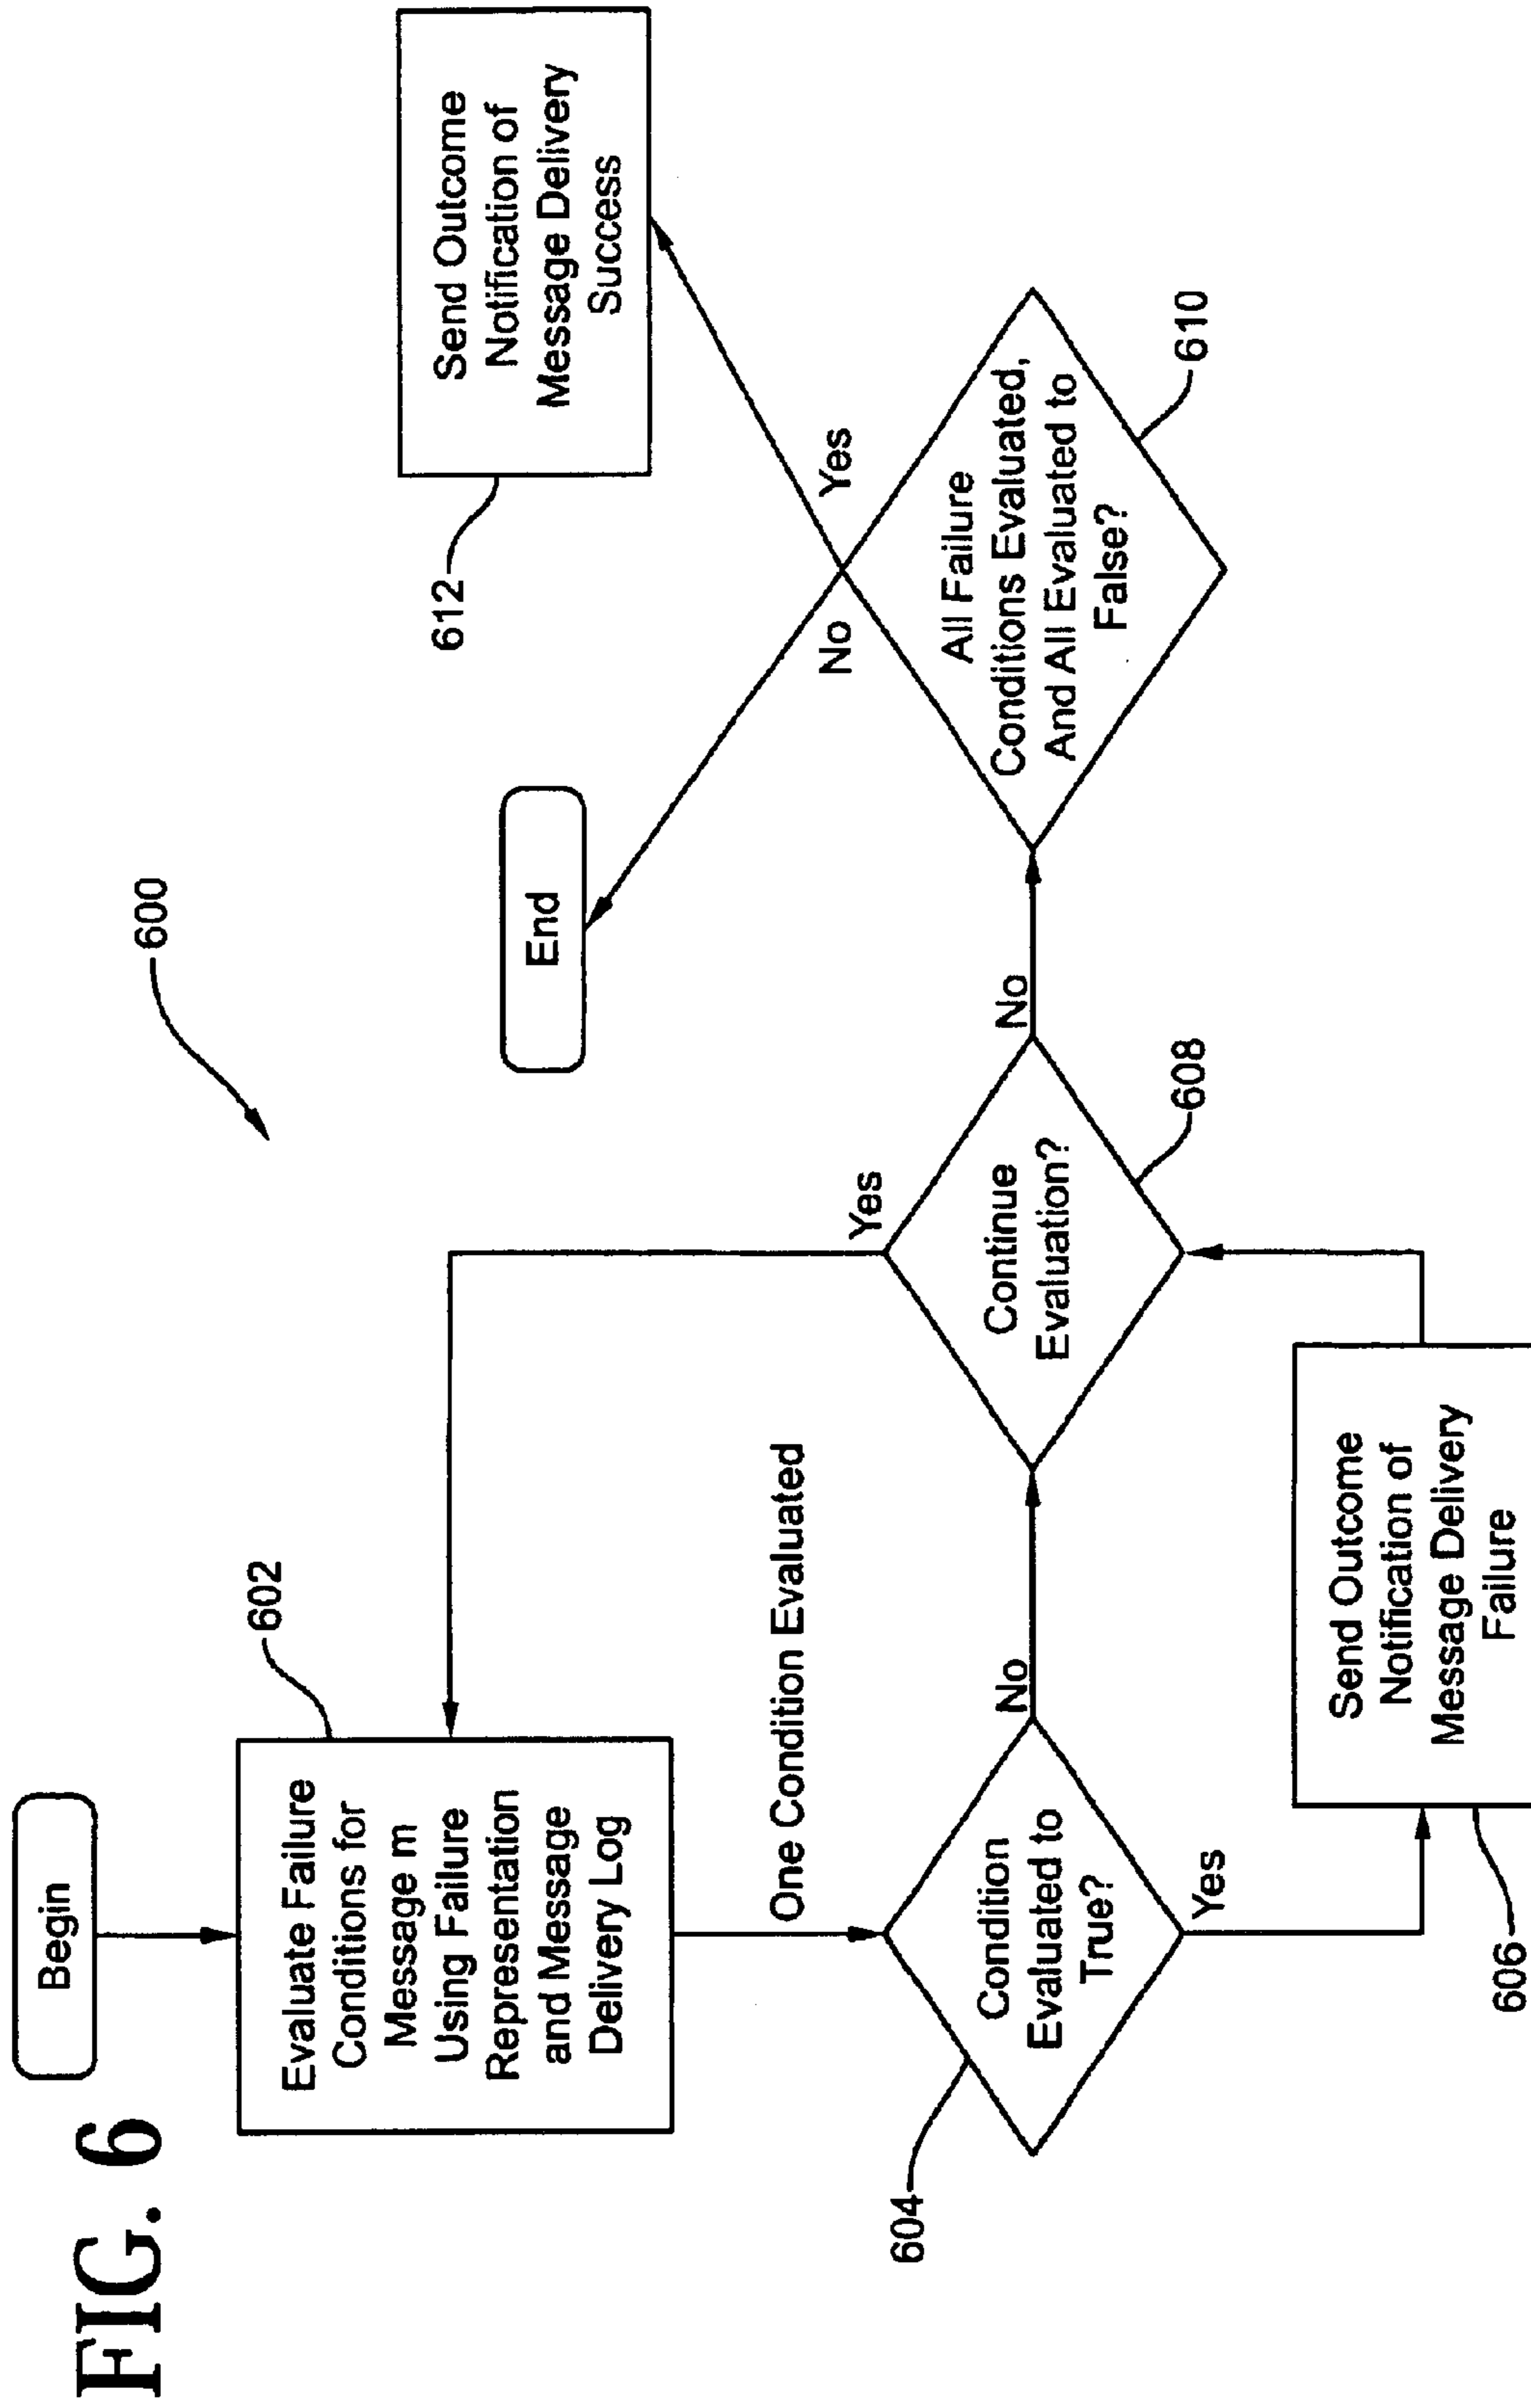 FIG. 6
600
Begin
602
Evaluate Failure
Conditions for
Message m
Using Failure
Representation
and Message
Delivery Log
One Condition Evaluated
604
Condition
Evaluated to
True?
No
Yes
606
Send Outcome
Notification of
Message Delivery
Failure
Continue
Evaluation?
608
Yes
No
All Failure
Conditions Evaluated,
And All Evaluated to
False?
610
No
Yes
End
612
Send Outcome
Notification of
Message Delivery
Success